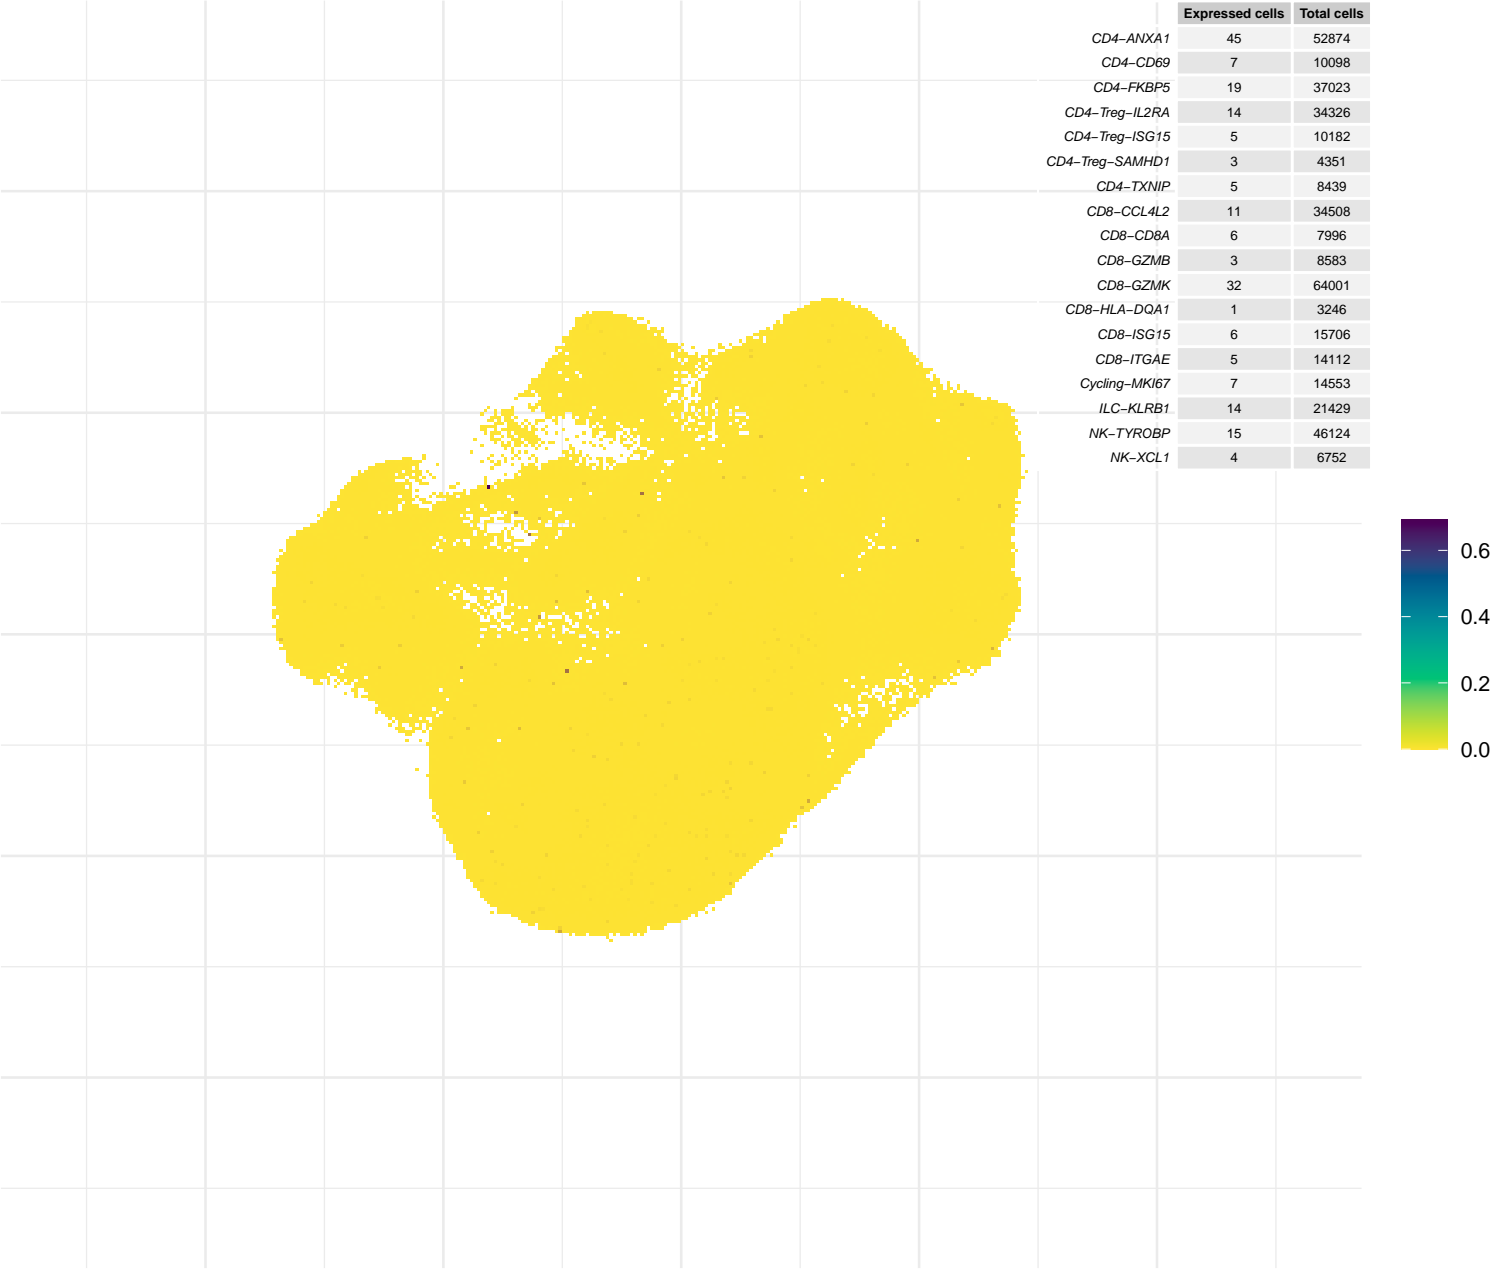 Expressed cells Total cells
CD4−ANXA1 45 52874
CD4−CD69 7 10098
CD4−FKBP5 19 37023
CD4−Treg−IL2RA 14 34326
CD4−Treg−ISG15 5 10182
CD4−Treg−SAMHD1 3 4351
CD4−TXNIP 5 8439
CD8−CCL4L2 11 34508
CD8−CD8A 6 7996
CD8−GZMB 3 8583
CD8−GZMK 32 64001
CD8−HLA−DQA1 1 3246
CD8−ISG15 6 15706
CD8−ITGAE 5 14112
Cycling−MKI67 7 14553
ILC−KLRB1 14 21429
NK−TYROBP 15 46124
NK−XCL1 4 6752
0.6
0.4
0.2
0.0